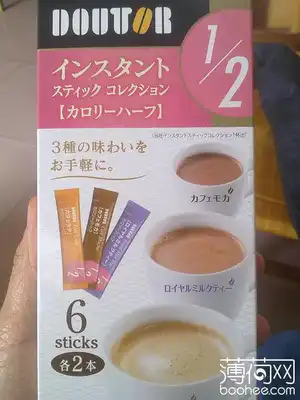 DOUTOR
インスタント
スティック コレクション
【カロリーハーフ】
1/2
3種の味わいを
お手軽に。
カフェモカ
ロイヤルミルクティー
6
sticks
各2本
薄荷网
boohee.com